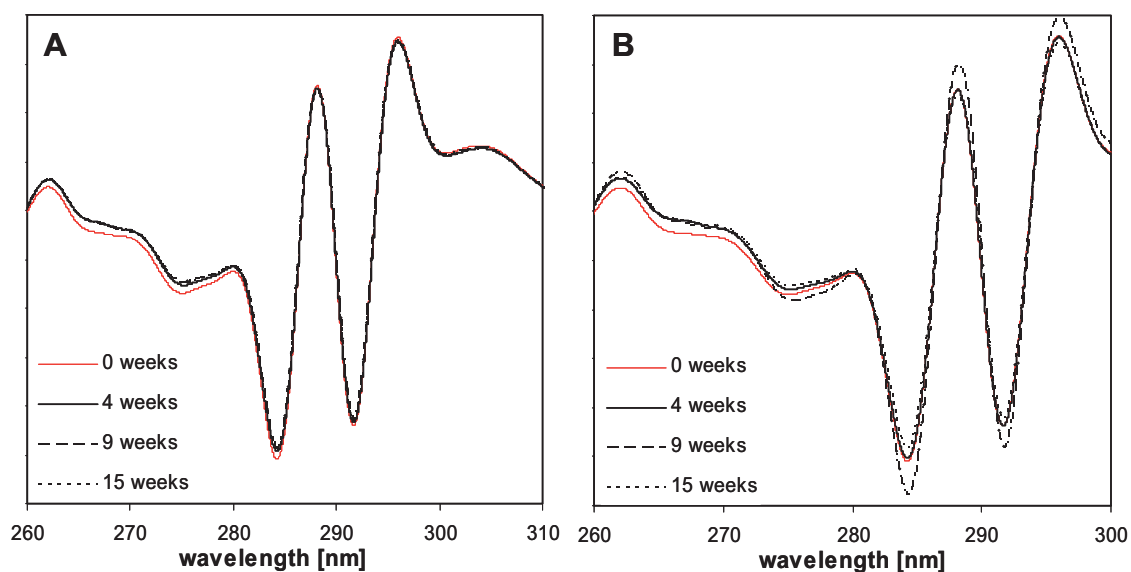 A
0 weeks
4 weeks
9 weeks
15 weeks
260 270 280 290 300 310
wavelength [nm]
B
0 weeks
4 weeks
9 weeks
15 weeks
260 270 280 290 300
wavelength [nm]